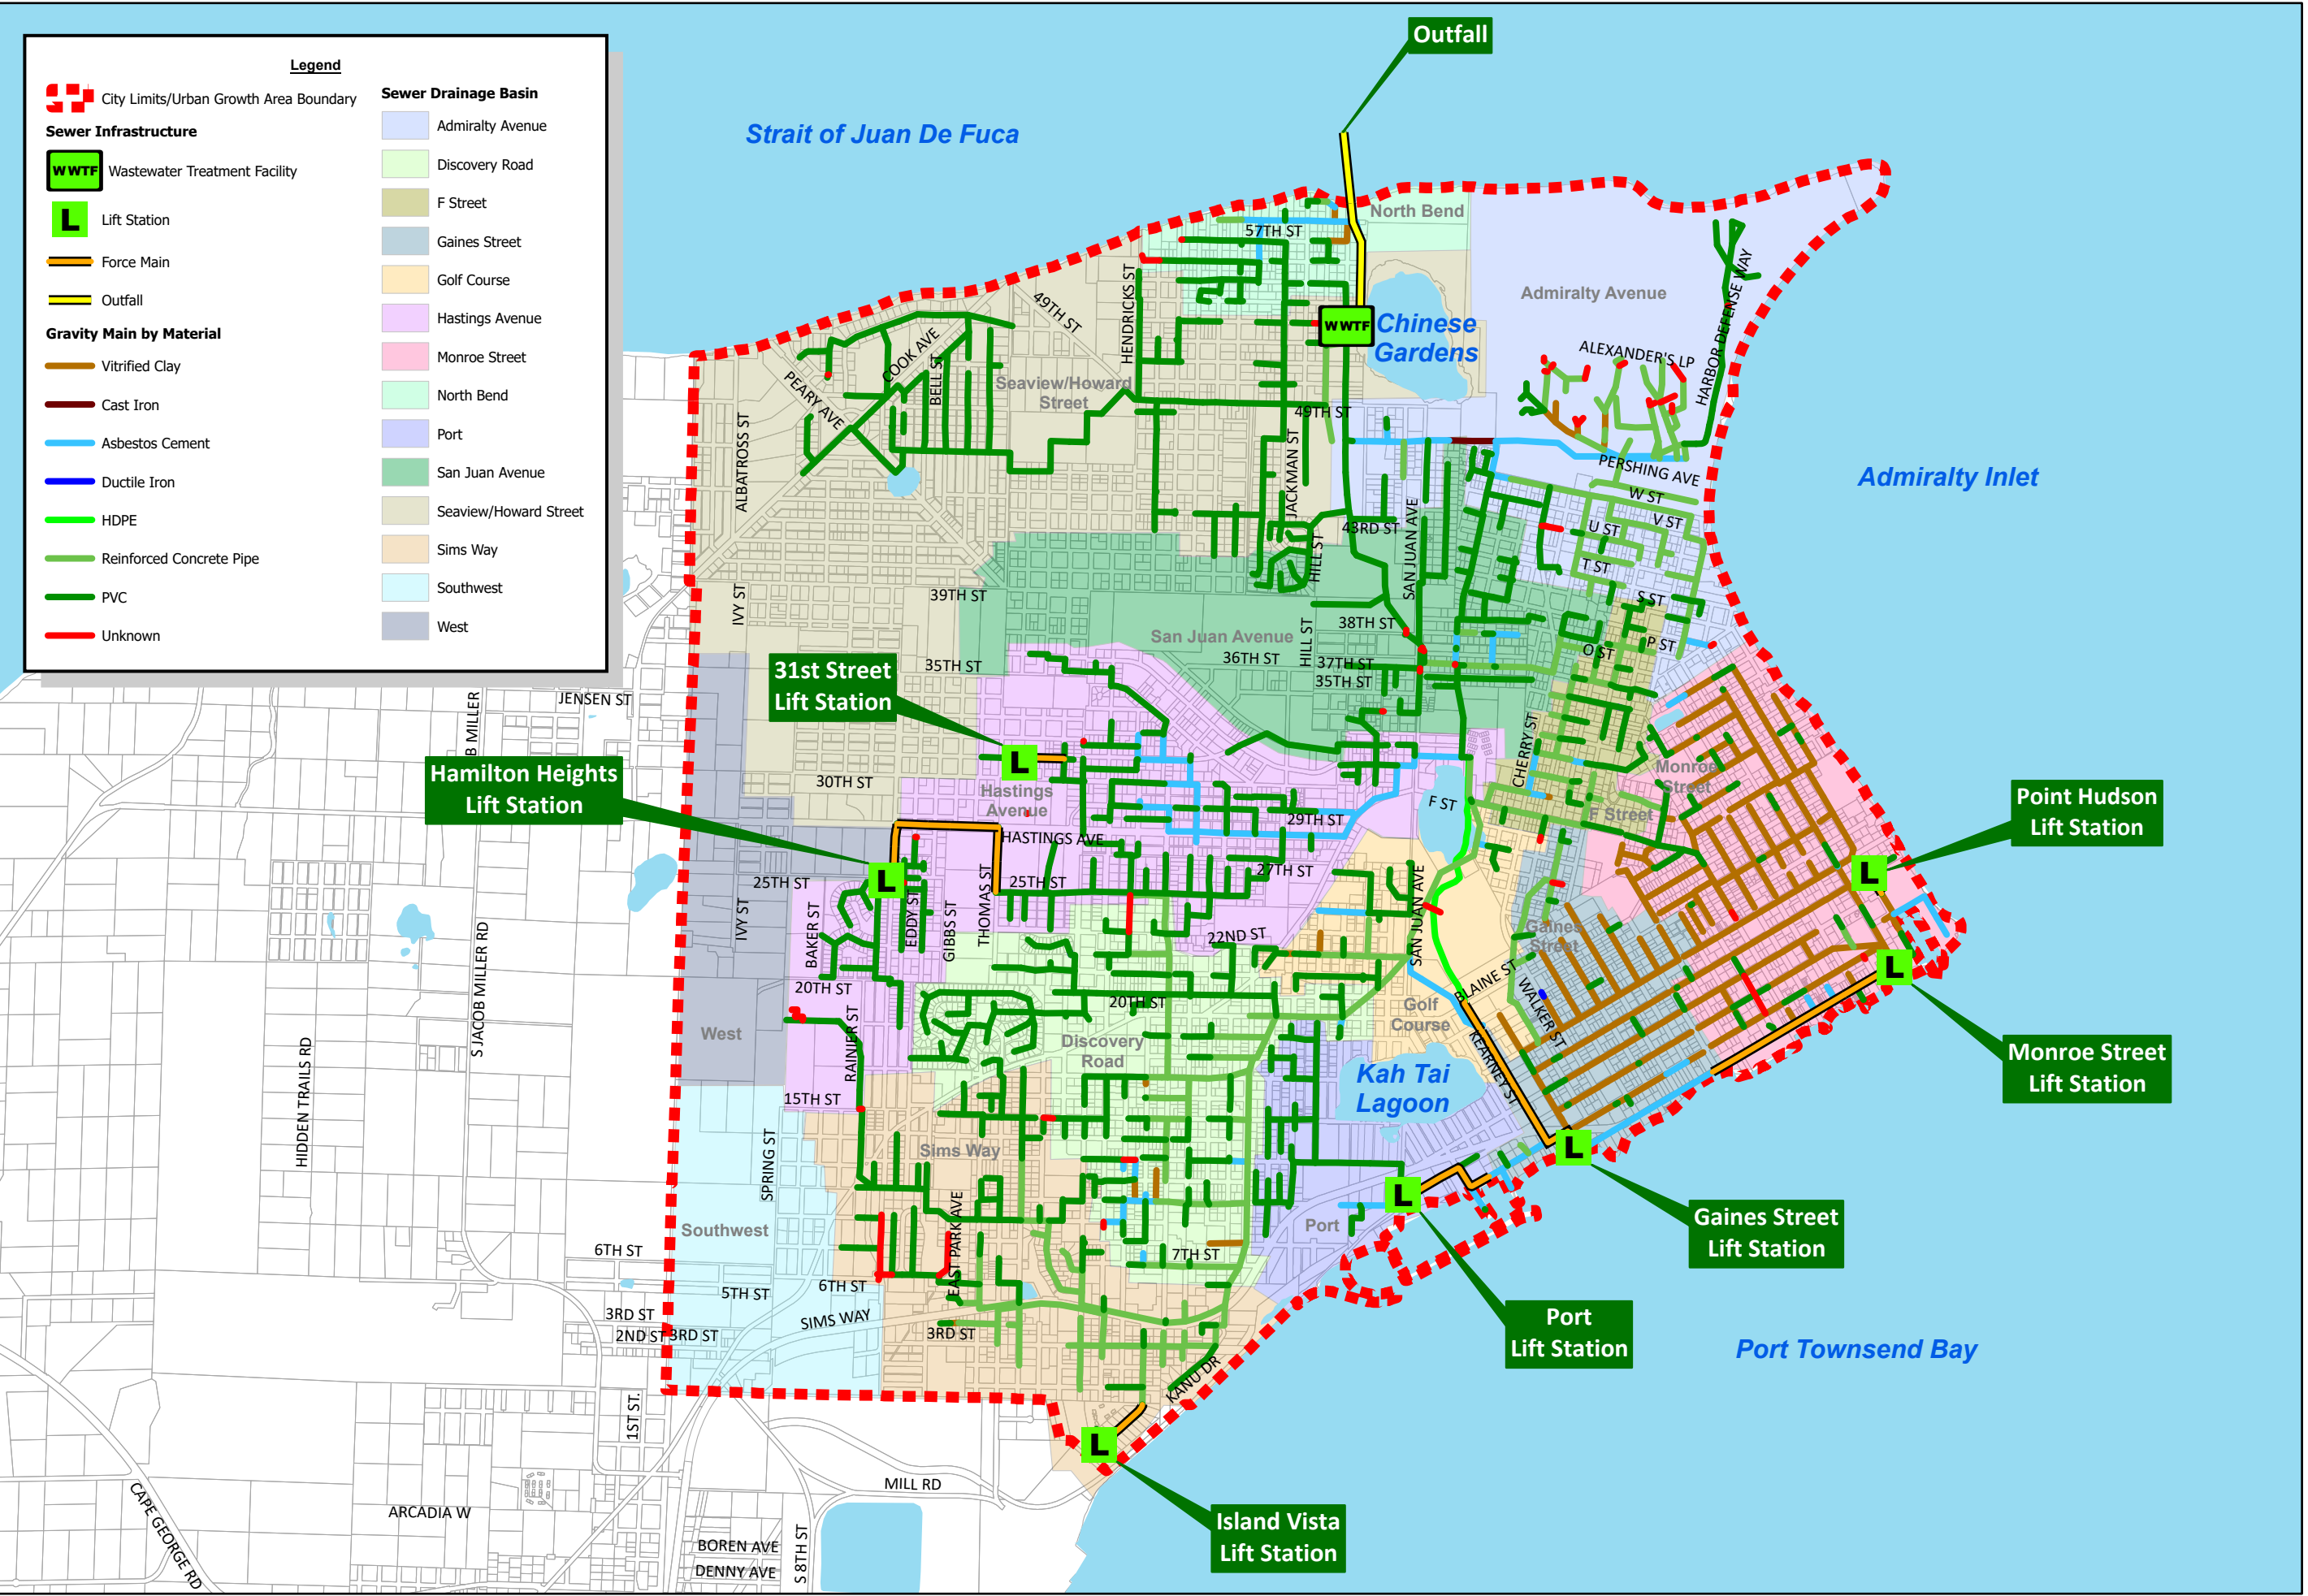 Legend
City Limits/Urban Growth Area Boundary
Sewer Infrastructure
WWTF Wastewater Treatment Facility
L Lift Station
Force Main
Outfall
Gravity Main by Material
Vitrified Clay
Cast Iron
Asbestos Cement
Ductile Iron
HDPE
Reinforced Concrete Pipe
PVC
Unknown
Sewer Drainage Basin
Admiralty Avenue
Discovery Road
F Street
Gaines Street
Golf Course
Hastings Avenue
Monroe Street
North Bend
Port
San Juan Avenue
Seaview/Howard Street
Sims Way
Southwest
West
Outfall
Strait of Juan De Fuca
North Bend
57TH ST
Admiralty Avenue
HARBOR DEFENSE WAY
HENDRICKS ST
49TH ST
WWTF
Chinese
Gardens
ALEXANDER'S LP
COOK AVE
BELL ST
PEARY AVE
Seaview/Howard
Street
49TH ST
ALBATROSS ST
JACKMAN ST
PERSHING AVE
Admiralty Inlet
W ST
V ST
U ST
43RD ST
SAN JUAN AVE
HILL ST
T ST
S ST
39TH ST
IVY ST
38TH ST
San Juan Avenue
HILL ST
P ST
O ST
36TH ST
37TH ST
35TH ST
35TH ST
31st Street
Lift Station
JENSEN ST
B MILLER
L
CHERRY ST
Monroe
Street
Hamilton Heights
Lift Station
30TH ST
Hastings
Avenue
F ST
F Street
29TH ST
Point Hudson
Lift Station
HASTINGS AVE
27TH ST
L
L
25TH ST
25TH ST
THOMAS ST
EDDY ST
GIBBS ST
BAKER ST
IVY ST
SAN JUAN AVE
22ND ST
Gaines
Street
L
S JACOB MILLER RD
20TH ST
20TH ST
BLAINE ST
WALKER ST
Golf
Course
West
RAINIER ST
Discovery
Road
KEARNEY ST
Monroe Street
Lift Station
Kah Tai
Lagoon
HIDDEN TRAILS RD
15TH ST
L
SPRING ST
Sims Way
L
Southwest
Port
Gaines Street
Lift Station
EAST PARK AVE
6TH ST
7TH ST
6TH ST
5TH ST
3RD ST
SIMS WAY
2ND ST
3RD ST
3RD ST
Port
Lift Station
Port Townsend Bay
KANU DR
1ST ST.
L
MILL RD
CAPE GEORGE RD
ARCADIA W
Island Vista
Lift Station
BOREN AVE
DENNY AVE
S 8TH ST